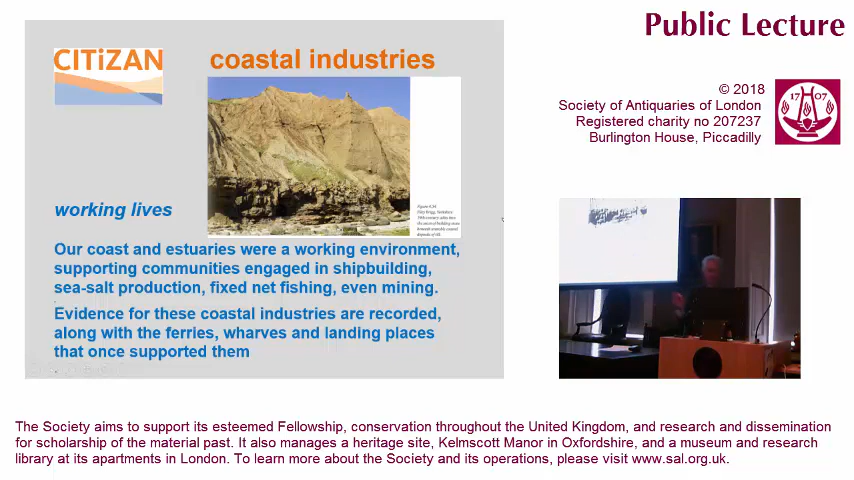 Public Lecture
CITiZAN
coastal industries
© 2018
Society of Antiquaries of London
Registered charity no 207237
Burlington House, Piccadilly
17 07
working lives
Our coast and estuaries were a working environment,
supporting communities engaged in shipbuilding,
sea-salt production, fixed net fishing, even mining.
Evidence for these coastal industries are recorded,
along with the ferries, wharves and landing places
that once supported them
The Society aims to support its esteemed Fellowship, conservation throughout the United Kingdom, and research and dissemination
for scholarship of the material past. It also manages a heritage site, Kelmscott Manor in Oxfordshire, and a museum and research
library at its apartments in London. To learn more about the Society and its operations, please visit www.sal.org.uk.